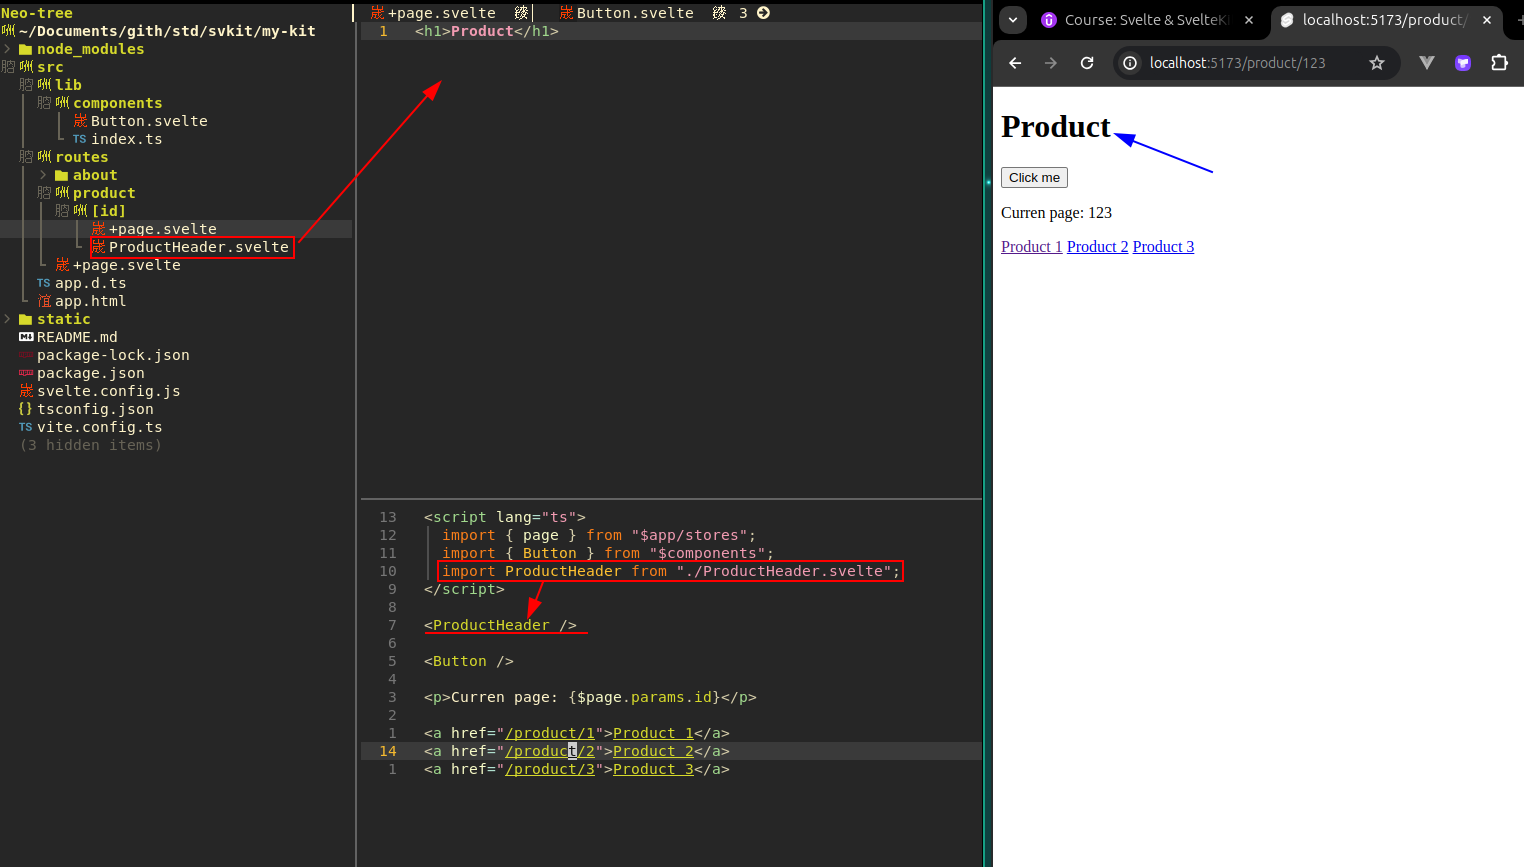 Neo-tree
~/Documents/gith/std/svkit/my-kit
node_modules
src
lib
components
Button.svelte
TS index.ts
routes
about
product
[id]
+page.svelte
ProductHeader.svelte
+page.svelte
TS app.d.ts
app.html
static
README.md
package-lock.json
package.json
svelte.config.js
{} tsconfig.json
TS vite.config.ts
(3 hidden items)
+page.svelte
Button.svelte
3
1 <h1>Product</h1>
13 <script lang="ts">
12 import { page } from "$app/stores";
11 import { Button } from "$components";
10 import ProductHeader from "./ProductHeader.svelte";
9 </script>
8
7 <ProductHeader />
6
5 <Button />
4
3 <p>Curren page: {$page.params.id}</p>
2
1 <a href="/product/1">Product 1</a>
14 <a href="/product/2">Product 2</a>
1 <a href="/product/3">Product 3</a>
Course: Svelte & SvelteK
localhost:5173/product/
localhost:5173/product/123
Product
Click me
Curren page: 123
Product 1 Product 2 Product 3